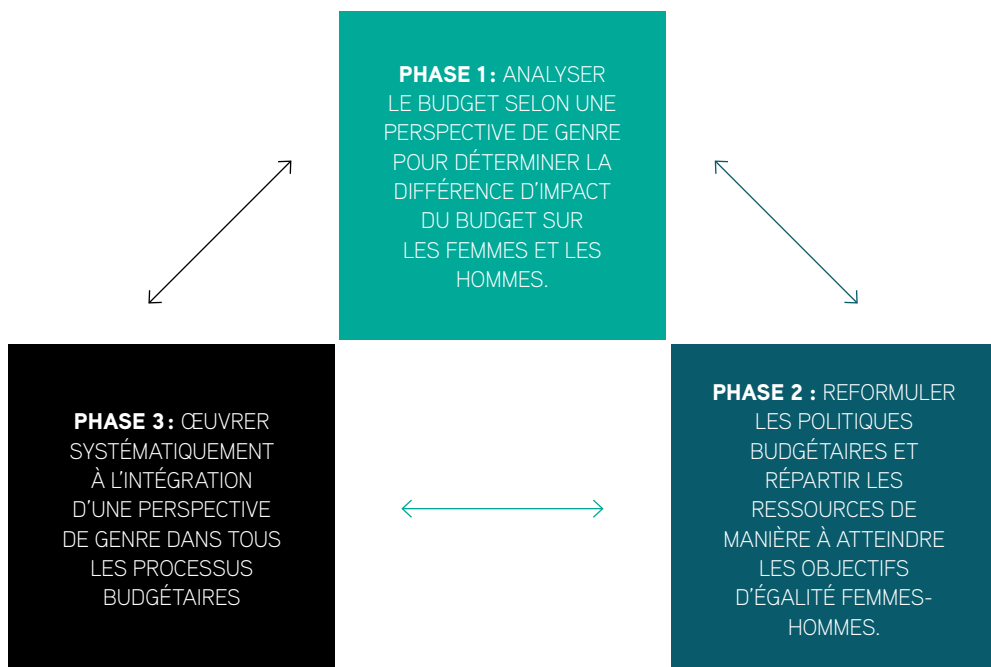 PHASE 1 : ANALYSER
LE BUDGET SELON UNE
PERSPECTIVE DE GENRE
POUR DÉTERMINER LA
DIFFÉRENCE D’IMPACT
DU BUDGET SUR
LES FEMMES ET LES
HOMMES.
PHASE 2 : REFORMULER
LES POLITIQUES
BUDGÉTAIRES ET
RÉPARTIR LES
RESSOURCES DE
MANIÈRE À ATTEINDRE
LES OBJECTIFS
D’ÉGALITÉ FEMMES-
HOMMES.
PHASE 3 : ŒUVRER
SYSTÉMATIQUEMENT
À L’INTÉGRATION
D’UNE PERSPECTIVE
DE GENRE DANS TOUS
LES PROCESSUS
BUDGÉTAIRES